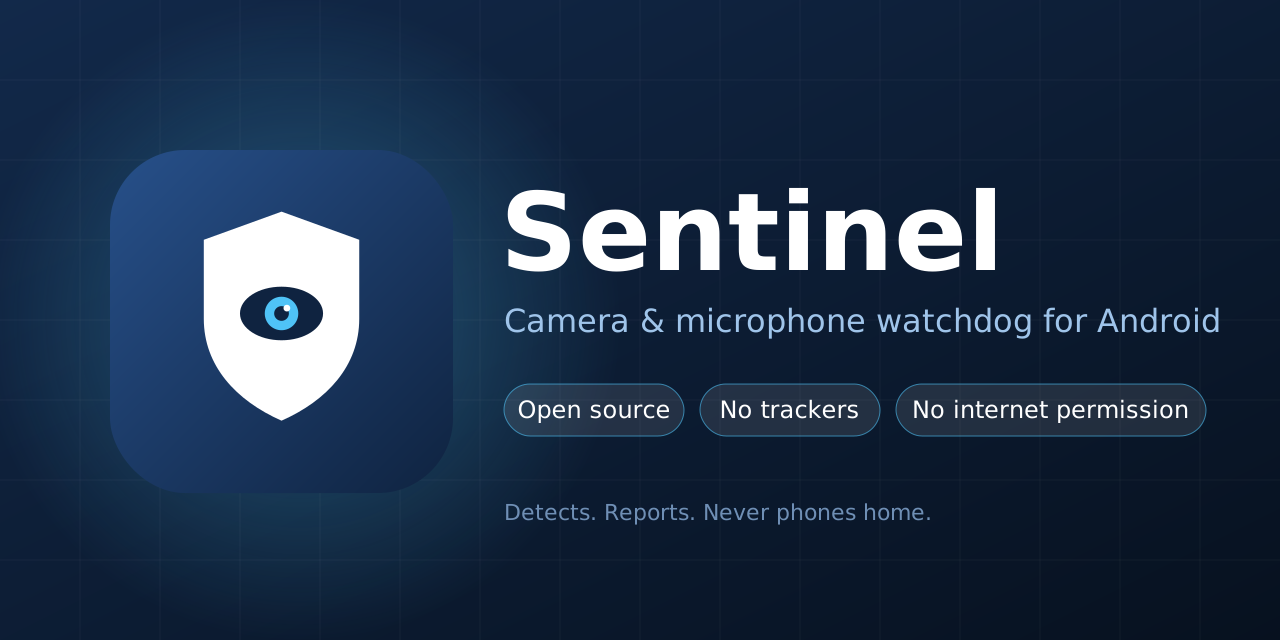 Sentinel
Camera & microphone watchdog for Android
Open source No trackers No internet permission
Detects. Reports. Never phones home.